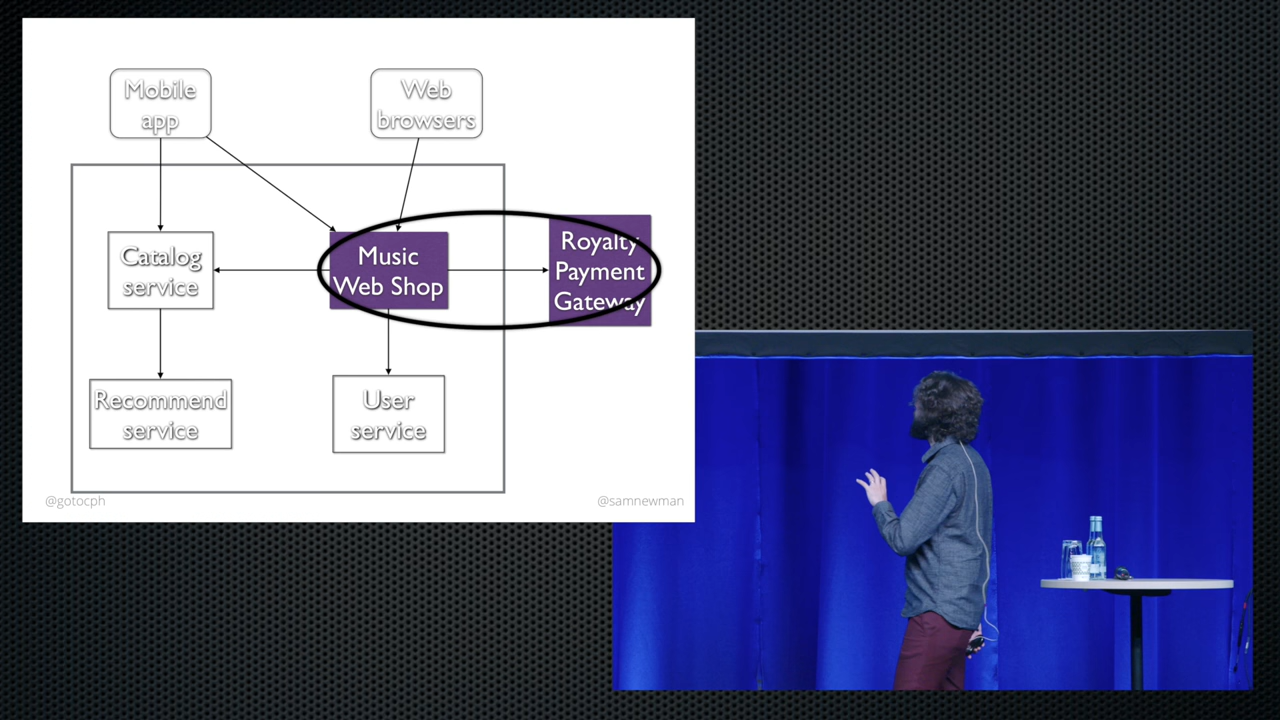 Mobile
app
Web
browsers
Catalog
service
Music
Web Shop
Royalty
Payment
Gateway
Recommend
service
User
service
@gotocph
@samnewman